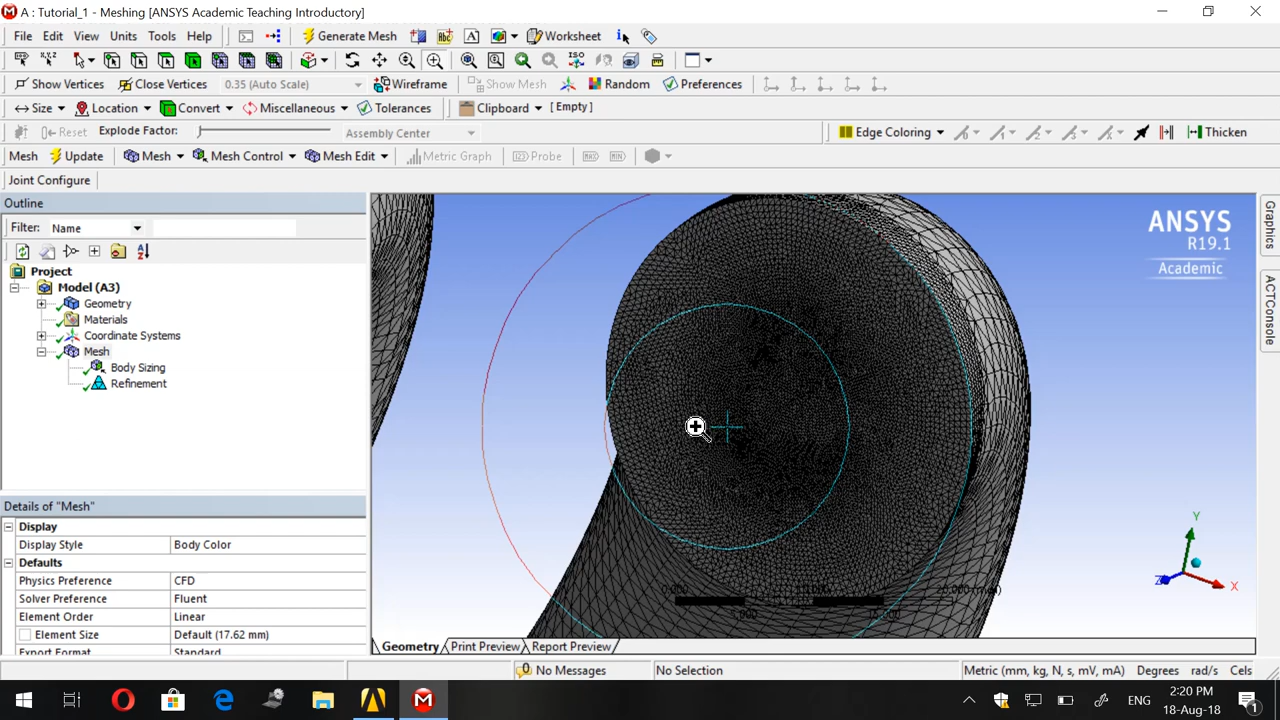 A : Tutorial_1 - Meshing [ANSYS Academic Teaching Introductory]
File Edit View Units Tools Help Generate Mesh Worksheet
Show Vertices Close Vertices 0.35 (Auto Scale) Wireframe Show Mesh Random Preferences
Size Location Convert Miscellaneous Tolerances Clipboard [ Empty ]
Reset Explode Factor: Assembly Center Edge Coloring Thicken
Mesh Update Mesh Mesh Control Mesh Edit Metric Graph Probe MAX MIN
Joint Configure
Outline
Filter: Name
Project
Model (A3)
Geometry
Materials
Coordinate Systems
Mesh
Body Sizing
Refinement
Details of "Mesh"
Display
Display Style Body Color
Defaults
Physics Preference CFD
Solver Preference Fluent
Element Order Linear
Element Size Default (17.62 mm)
Export Format Standard
ANSYS
R19.1
Academic
Y
X
Z
Graphics
ACTConsole
Geometry Print Preview Report Preview
0 No Messages No Selection Metric (mm, kg, N, s, mV, mA) Degrees rad/s Cels
ENG
2:20 PM
18-Aug-18
1